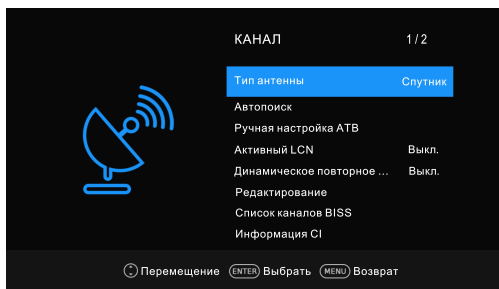 КАНАЛ 1/2
Тип антенны Спутник
Автопоиск
Ручная настройка АТВ
Активный LCN Выкл.
Динамическое повторное ... Выкл.
Редактирование
Список каналов BISS
Информация CI
Перемещение ENTER Выбрать MENU Возврат